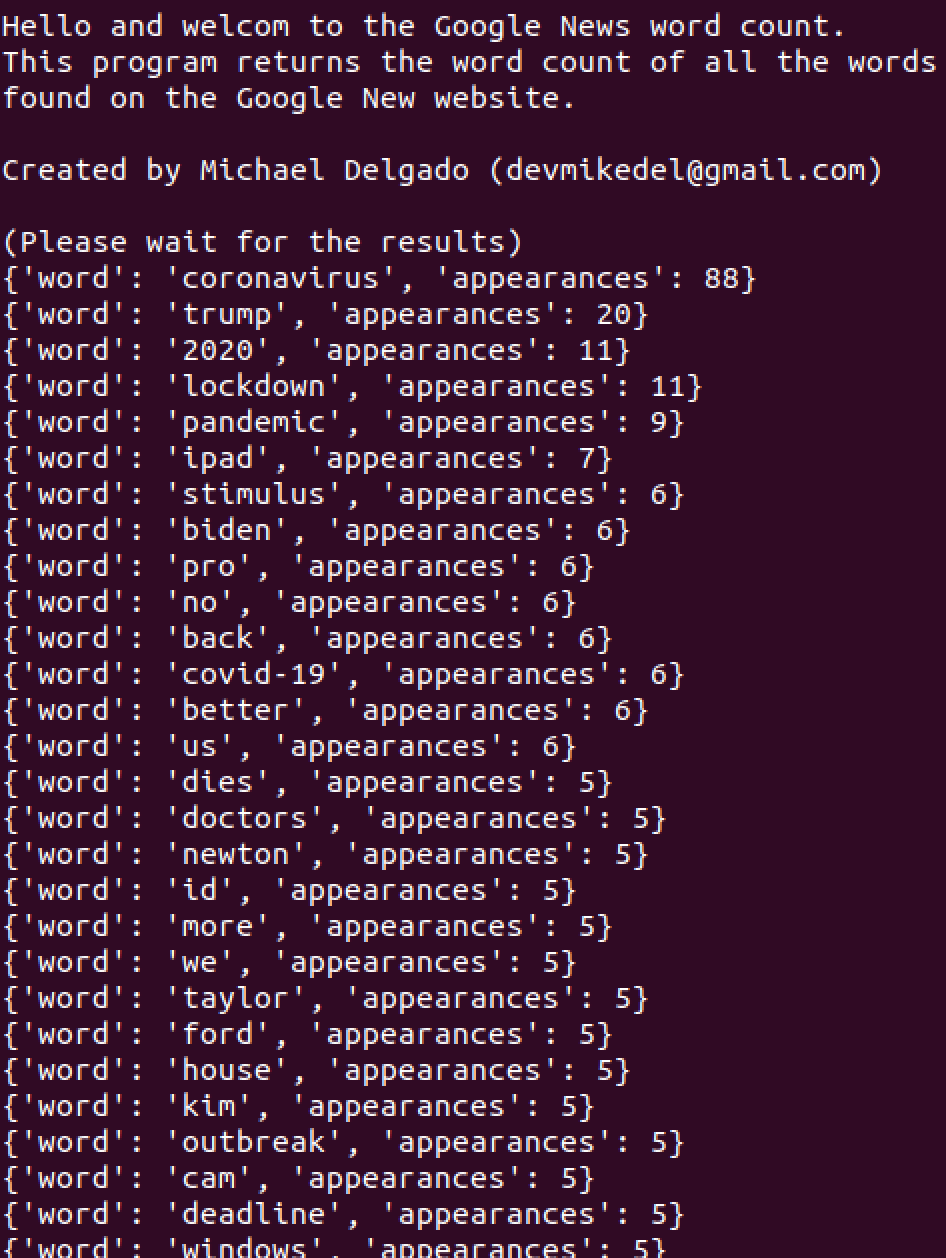 Hello and welcom to the Google News word count.
This program returns the word count of all the words
found on the Google New website.
Created by Michael Delgado (devmikedel@gmail.com)
(Please wait for the results)
{'word': 'coronavirus', 'appearances': 88}
{'word': 'trump', 'appearances': 20}
{'word': '2020', 'appearances': 11}
{'word': 'lockdown', 'appearances': 11}
{'word': 'pandemic', 'appearances': 9}
{'word': 'ipad', 'appearances': 7}
{'word': 'stimulus', 'appearances': 6}
{'word': 'biden', 'appearances': 6}
{'word': 'pro', 'appearances': 6}
{'word': 'no', 'appearances': 6}
{'word': 'back', 'appearances': 6}
{'word': 'covid-19', 'appearances': 6}
{'word': 'better', 'appearances': 6}
{'word': 'us', 'appearances': 6}
{'word': 'dies', 'appearances': 5}
{'word': 'doctors', 'appearances': 5}
{'word': 'newton', 'appearances': 5}
{'word': 'id', 'appearances': 5}
{'word': 'more', 'appearances': 5}
{'word': 'we', 'appearances': 5}
{'word': 'taylor', 'appearances': 5}
{'word': 'ford', 'appearances': 5}
{'word': 'house', 'appearances': 5}
{'word': 'kim', 'appearances': 5}
{'word': 'outbreak', 'appearances': 5}
{'word': 'cam', 'appearances': 5}
{'word': 'deadline', 'appearances': 5}
{'word': 'windows', 'appearances': 5}